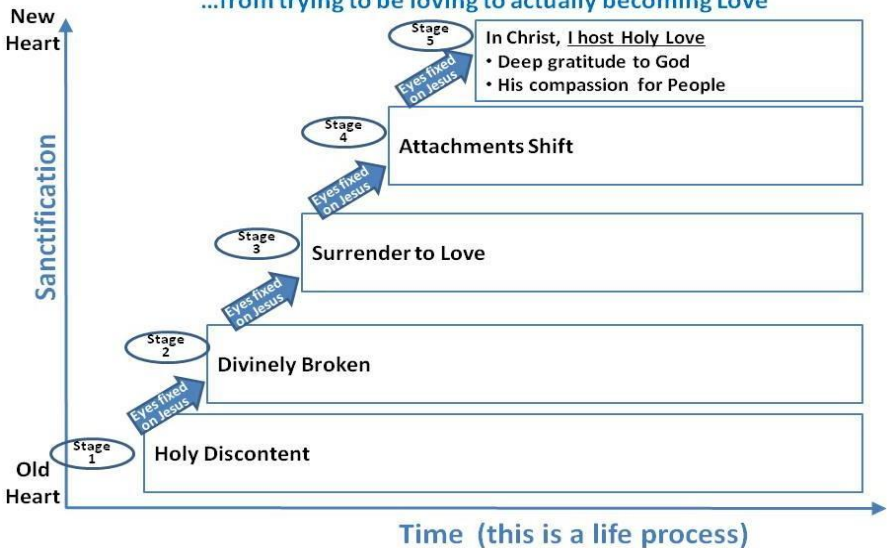 ...from trying to be loving to actually becoming Love
New
Heart
Stage
5
In Christ, I host Holy Love
• Deep gratitude to God
• His compassion for People
Eyes fixed
on Jesus
Stage
4
Attachments Shift
Eyes fixed
on Jesus
Sanctification
Stage
3
Surrender to Love
Eyes fixed
on Jesus
Stage
2
Divinely Broken
Eyes fixed
on Jesus
Stage
1
Holy Discontent
Old
Heart
Time (this is a life process)